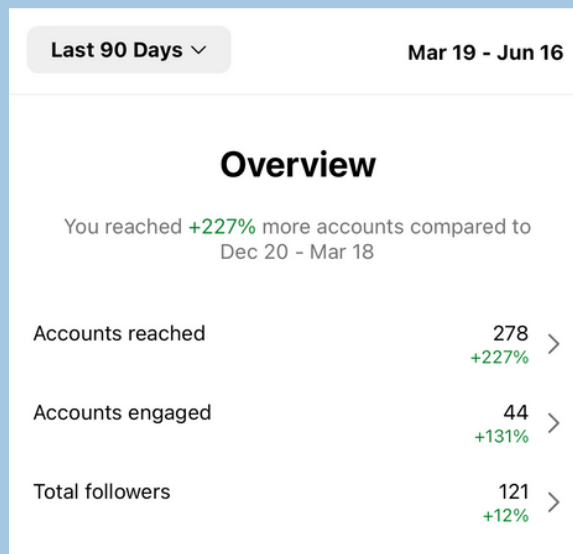 Last 90 Days
Mar 19 - Jun 16
Overview
You reached +227% more accounts compared to
Dec 20 - Mar 18
Accounts reached
278
+227%
Accounts engaged
44
+131%
Total followers
121
+12%